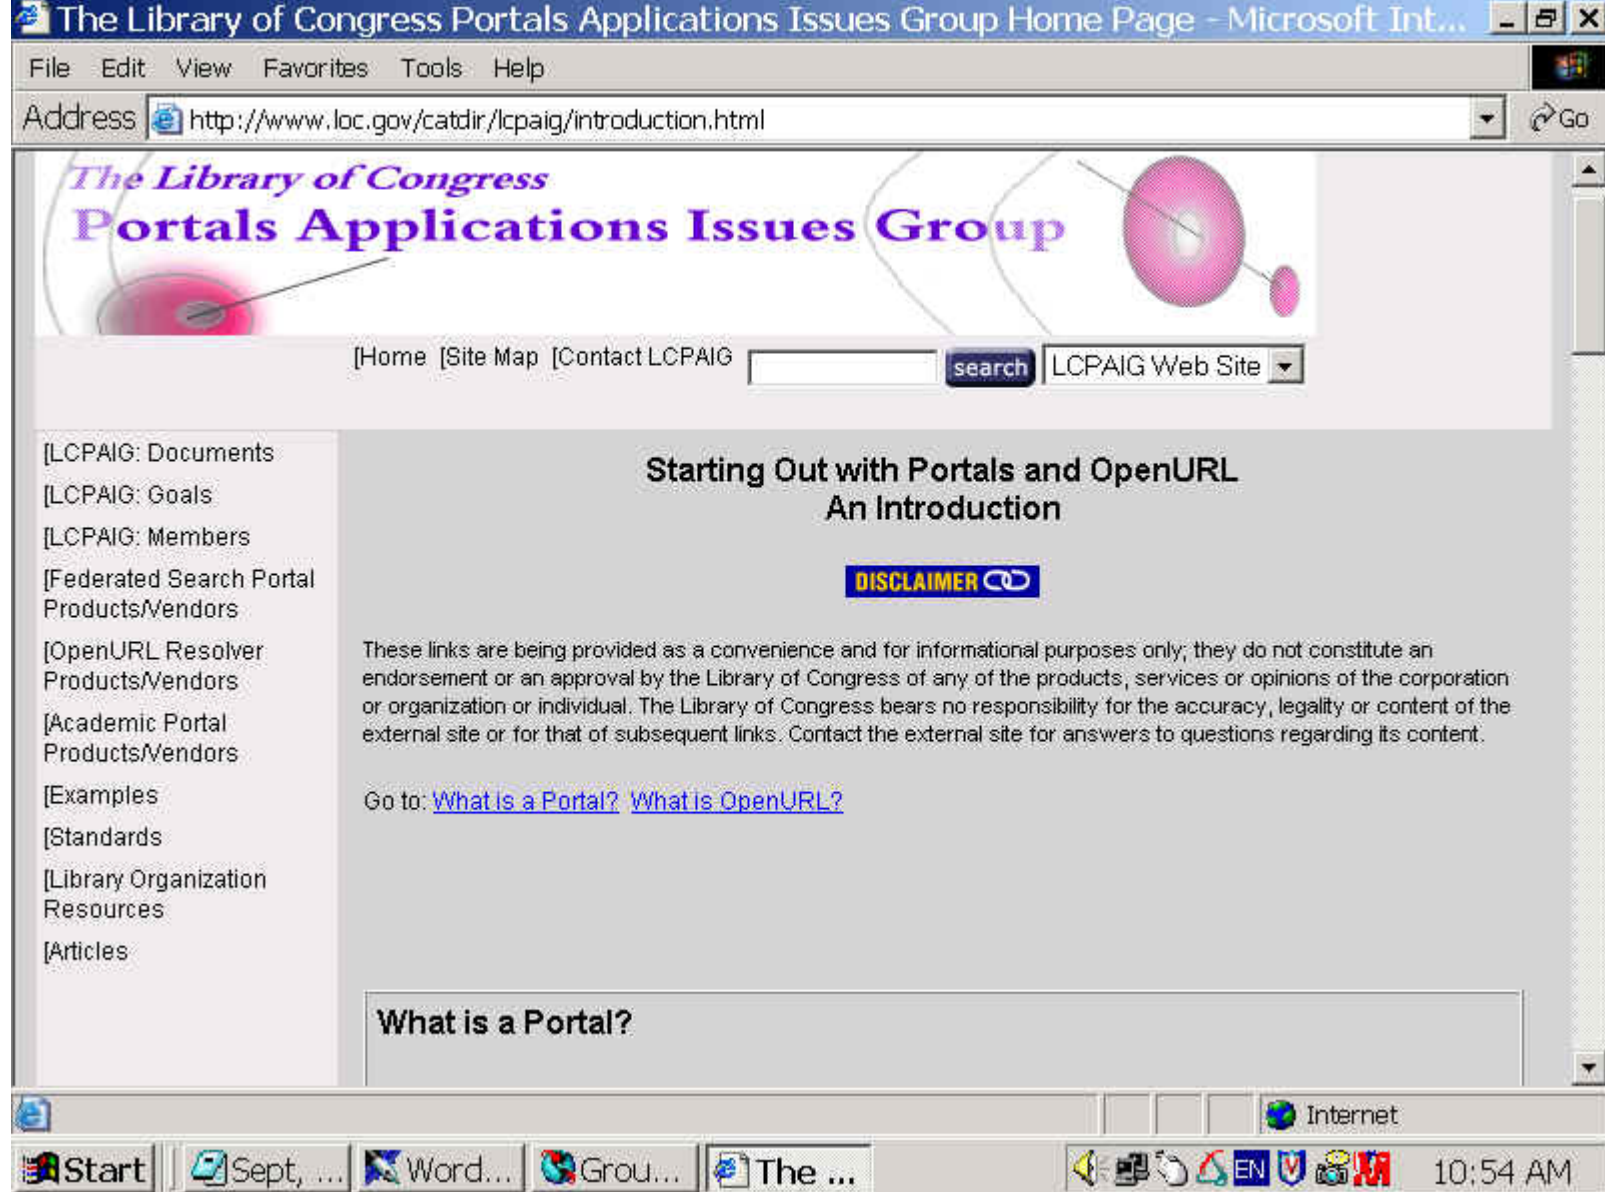 The Library of Congress Portals Applications Issues Group Home Page - Microsoft Int...
File Edit View Favorites Tools Help
Address http://www.loc.gov/catdir/lcpaig/introduction.html Go
The Library of Congress
Portals Applications Issues Group
[Home [Site Map [Contact LCPAIG search LCPAIG Web Site
[LCPAIG: Documents
[LCPAIG: Goals
[LCPAIG: Members
[Federated Search Portal
Products/Vendors
[OpenURL Resolver
Products/Vendors
[Academic Portal
Products/Vendors
[Examples
[Standards
[Library Organization
Resources
[Articles
Starting Out with Portals and OpenURL
An Introduction
DISCLAIMER
These links are being provided as a convenience and for informational purposes only; they do not constitute an
endorsement or an approval by the Library of Congress of any of the products, services or opinions of the corporation
or organization or individual. The Library of Congress bears no responsibility for the accuracy, legality or content of the
external site or for that of subsequent links. Contact the external site for answers to questions regarding its content.
Go to: What is a Portal? What is OpenURL?
What is a Portal?
Internet
Start Sept, ... Word... Grou... The ... EN 10:54 AM